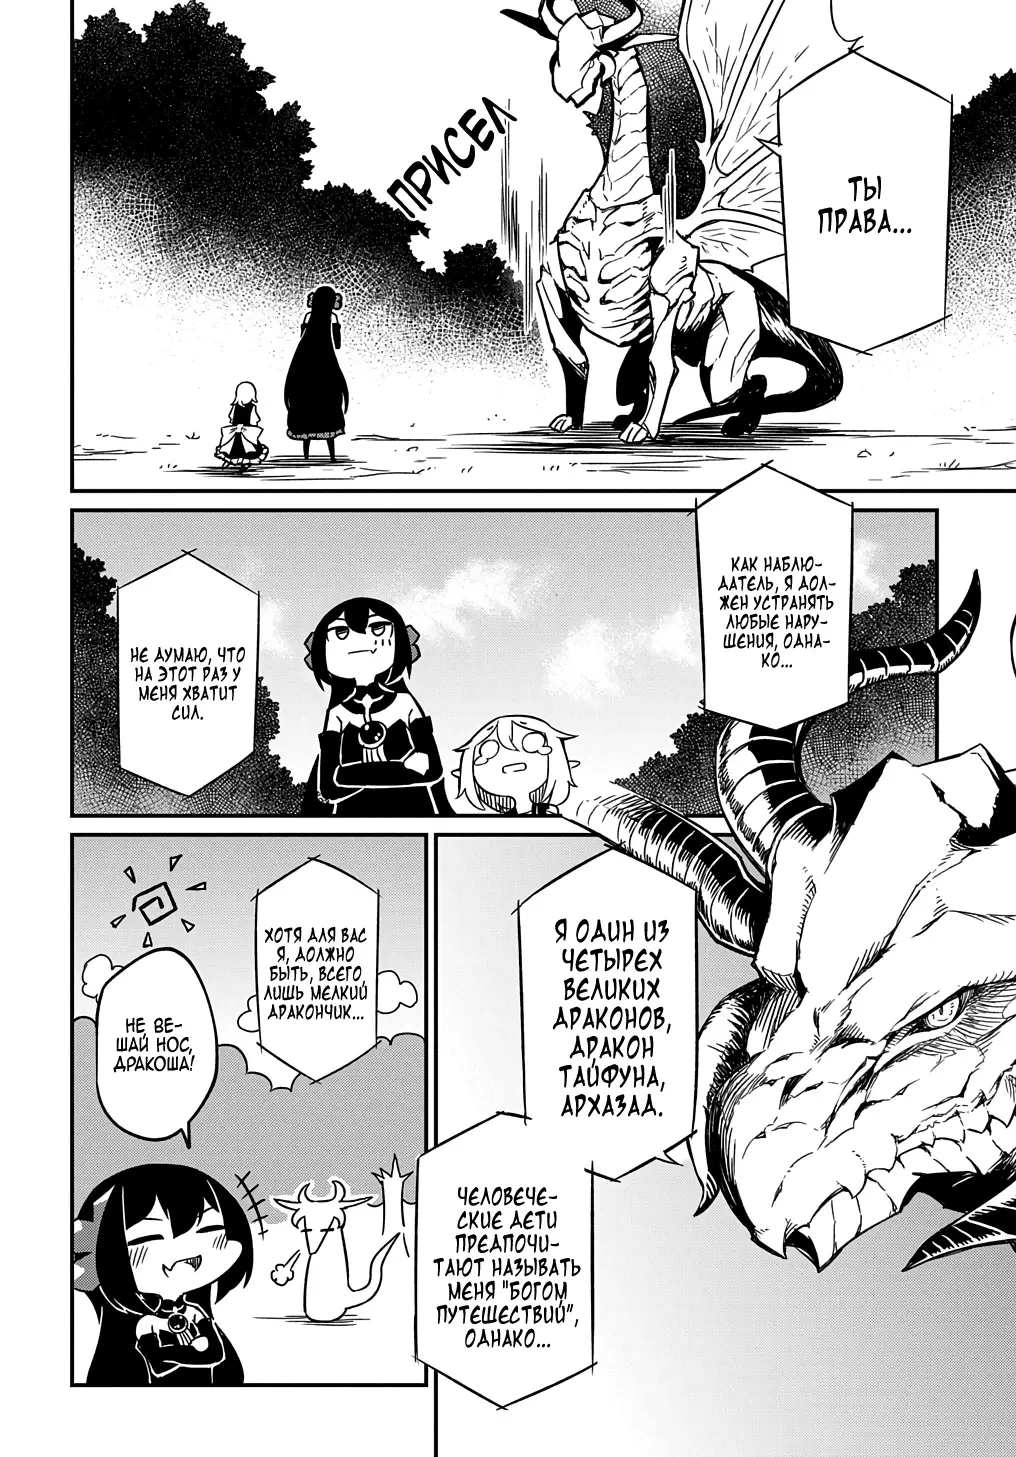 ТЫ
ПРАВА...
ПРИСЕЛ
КАК НАБЛЮ-
ДАТЕЛЬ, Я ДОЛ-
ЖЕН УСТРАНЯТЬ
ЛЮБЫЕ НАРУ-
ШЕНИЯ, ОДНА-
КО...
НЕ ДУМАЮ, ЧТО
НА ЭТОТ РАЗ У
МЕНЯ ХВАТИТ
СИЛ.
Я ОДИН ИЗ
ЧЕТЫРЕХ
ВЕЛИКИХ
ДРАКОНОВ,
ДРАКОН
ТАЙФУНА,
АРХАЗАД.
ЧЕЛОВЕЧЕ-
СКИЕ ДЕТИ
ПРЕДПОЧИ-
ТАЮТ НАЗЫВАТЬ
МЕНЯ "БОГОМ
ПУТЕШЕСТВИЙ",
ОДНАКО...
ХОТЯ ДЛЯ ВАС
Я, ДОЛЖНО
БЫТЬ, ВСЕГО
ЛИШЬ МЕЛКИЙ
ДРАКОНЧИК...
НЕ ВЕ-
ШАЙ НОС,
ДРАКОША!